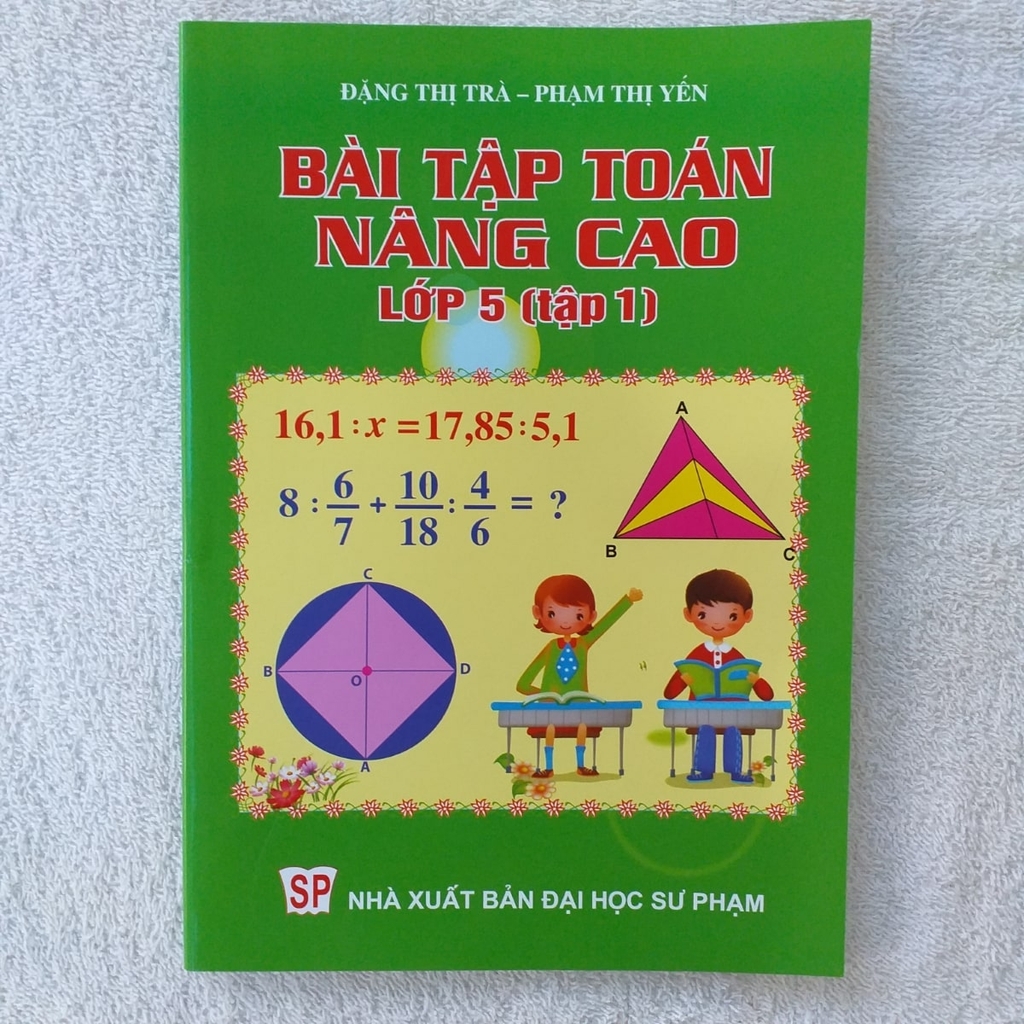 ĐẶNG THỊ TRÀ – PHẠM THỊ YẾN
BÀI TẬP TOÁN
NÂNG CAO
LỚP 5 (tập 1)
16,1 : x = 17,85 : 5,1
8 : 6/7 + 10/18 : 4/6 = ?
A
B
C
C
B
O
D
A
SP
NHÀ XUẤT BẢN ĐẠI HỌC SƯ PHẠM